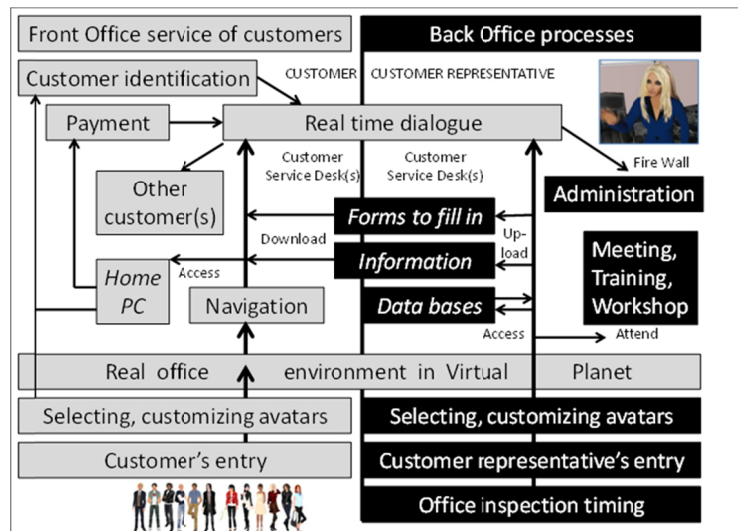 Front Office service of customers
Back Office processes
Customer identification
CUSTOMER
CUSTOMER REPRESENTATIVE
Payment
Real time dialogue
Customer
Service Desk(s)
Customer
Service Desk(s)
Fire Wall
Other
customer(s)
Administration
Forms to fill in
Download
Up-
load
Information
Meeting,
Training,
Workshop
Access
Home
PC
Navigation
Data bases
Access
Attend
Real office environment in Virtual Planet
Selecting, customizing avatars
Selecting, customizing avatars
Customer's entry
Customer representative's entry
Office inspection timing